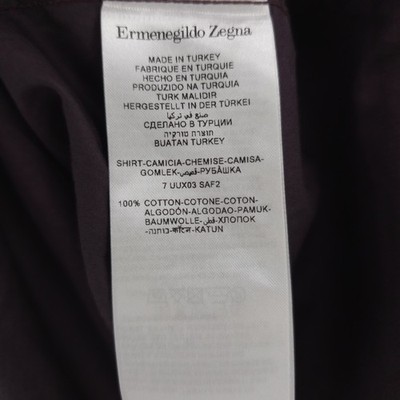 Ermenegildo Zegna
MADE IN TURKEY
FABRIQUE EN TURQUIE
HECHO EN TURQUIA
PRODUZIDO NA TURQUIA
TURK MALIDIR
HERGESTELLT IN DER TÜRKEI
صنع في تركيا
СДЕЛАНО В ТУРЦИИ
תוצרת טורקיה
BUATAN TURKEY
SHIRT-CAMICIA-CHEMISE-CAMISA-
GOMLEK-قميص-РУБАШКА
7 UUX03 SAF2
100% COTTON-COTONE-COTON-
ALGODÓN-ALGODAO-PAMUK-
BAUMWOLLE-قطن-ХЛОПОК
-כותנה-कॉटन-KATUN